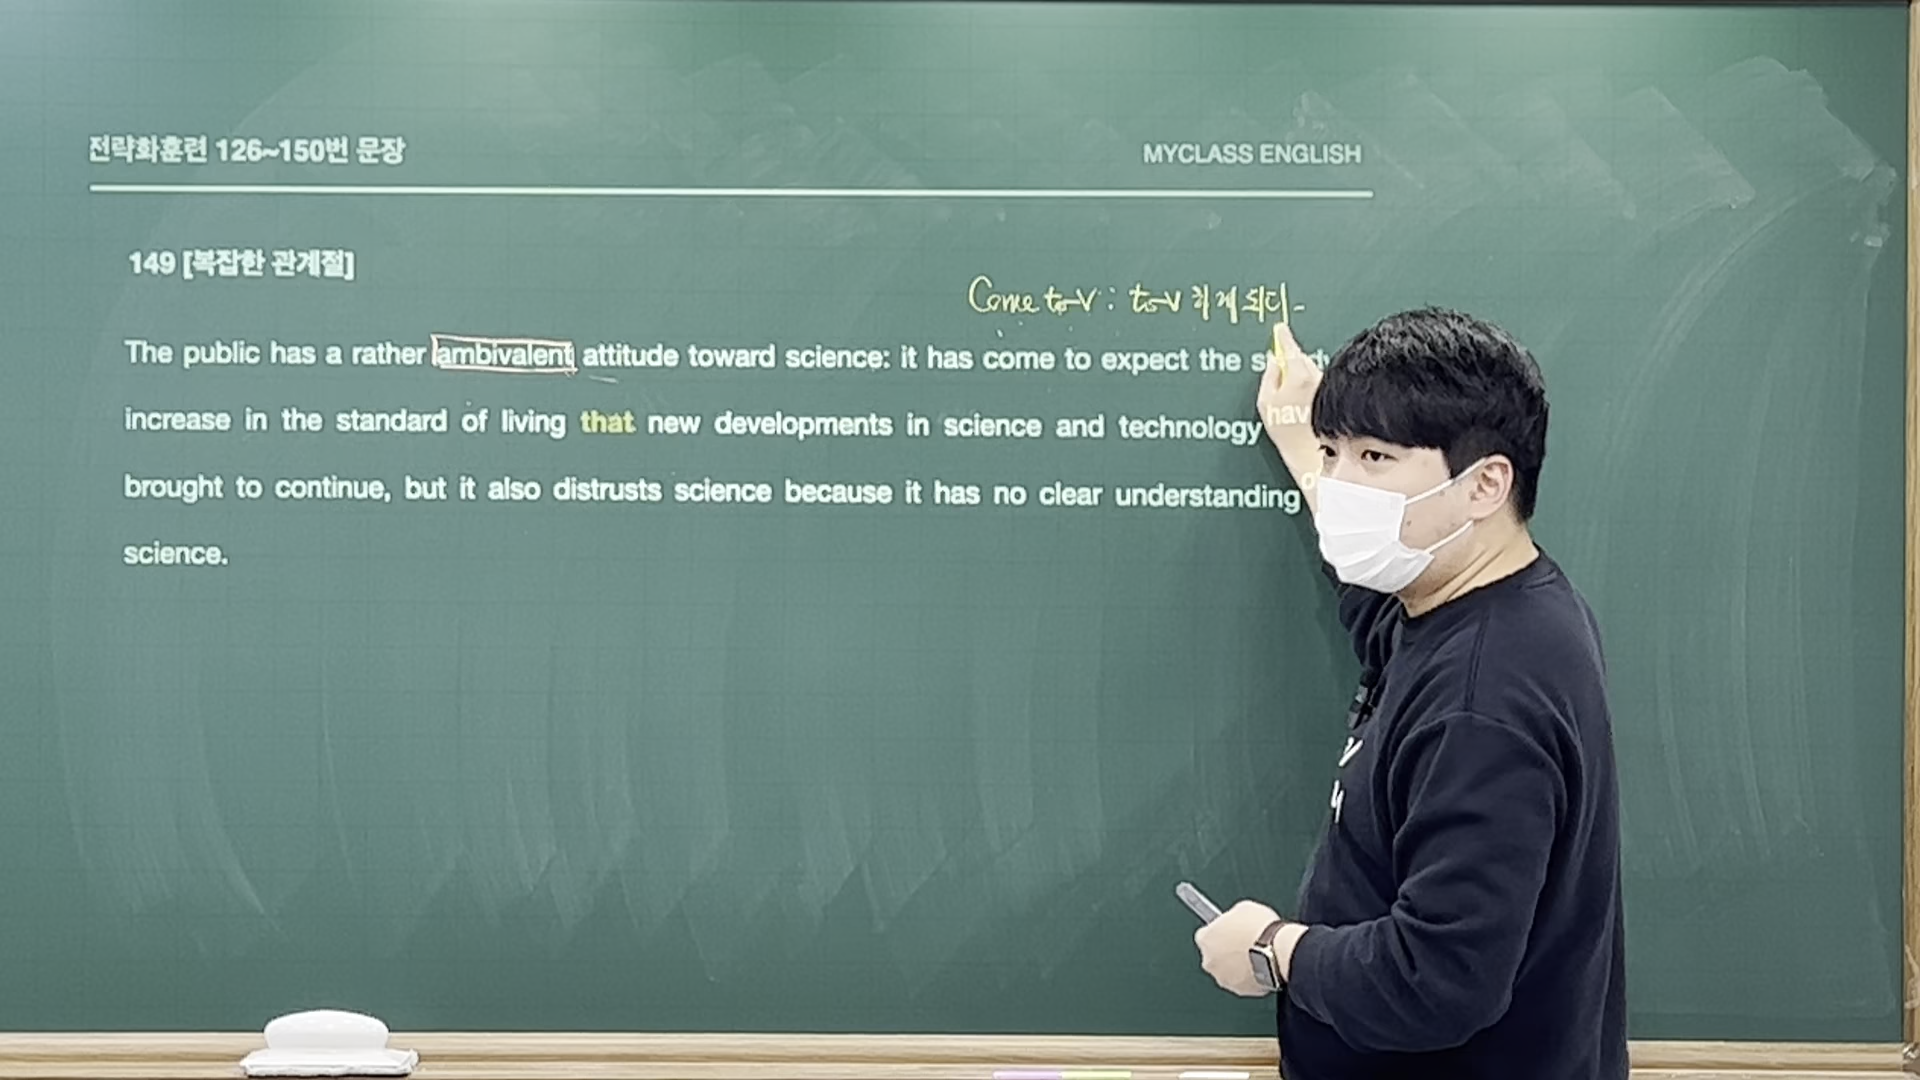 전략화훈련 126~150번 문장
MYCLASS ENGLISH
149 [복잡한 관계절]
Come to-V : to-V 하게 되다.
The public has a rather ambivalent attitude toward science: it has come to expect the
increase in the standard of living that new developments in science and technology
brought to continue, but it also distrusts science because it has no clear understanding
science.